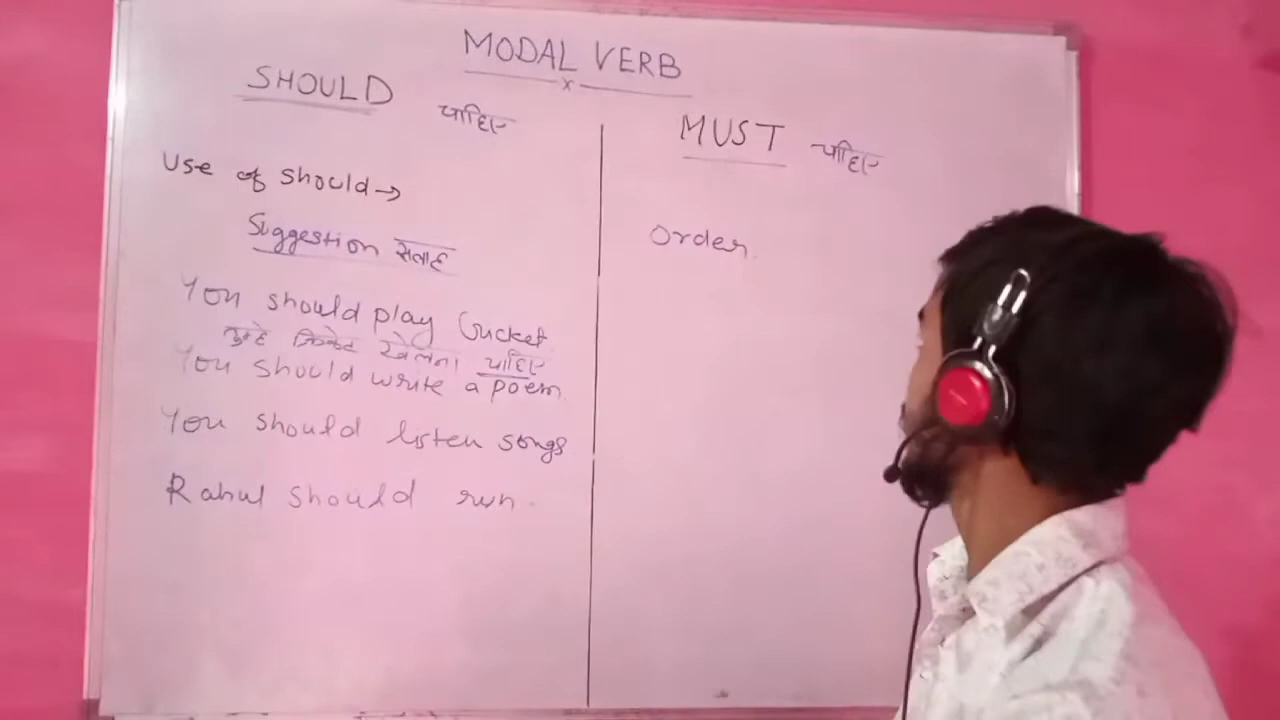 MODAL VERB
SHOULD चाहिए
Use of should→
Suggestion सलाह
You should play Cricket
तुम्हे क्रिकेट खेलना चाहिए
You should write a poem
You should listen songs
Rahul should run.
MUST चाहिए
Order.